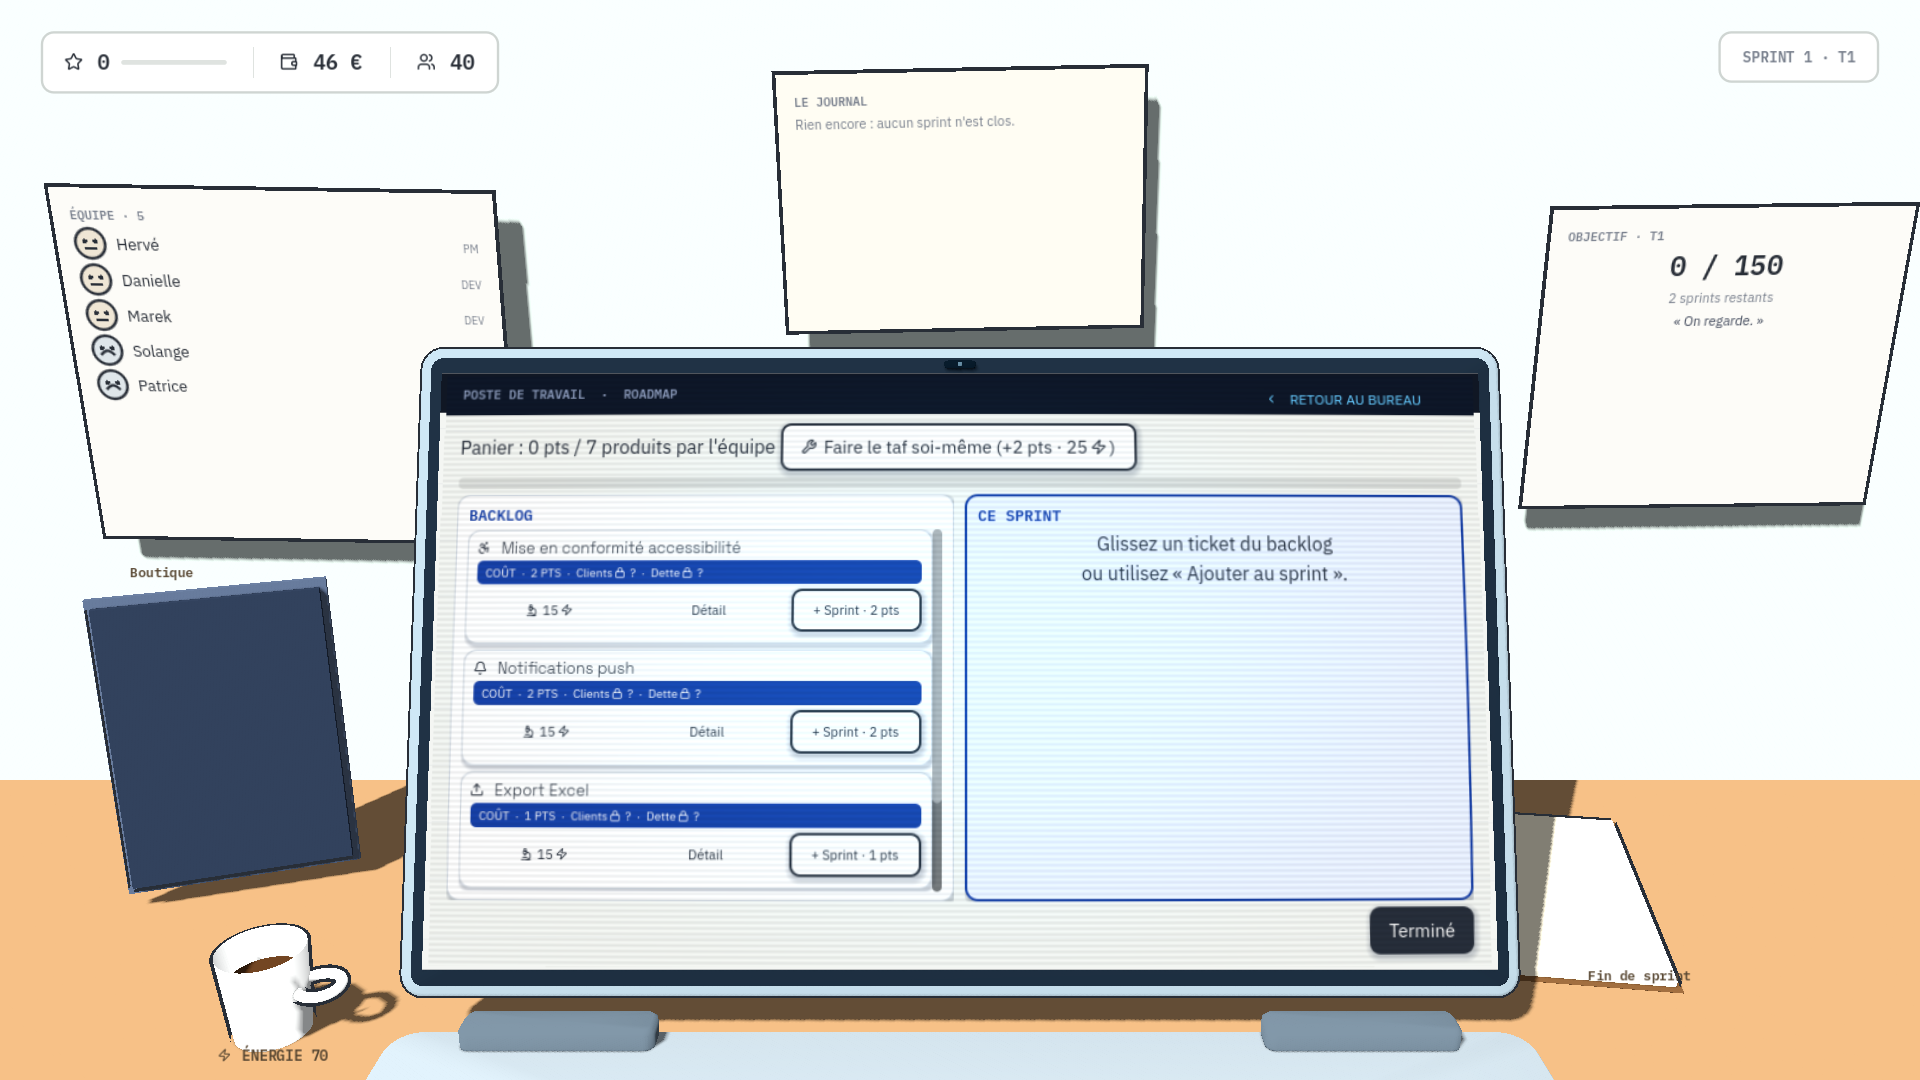 0
46 €
40
SPRINT 1 · T1
LE JOURNAL
Rien encore : aucun sprint n'est clos.
ÉQUIPE · 5
Hervé
PM
Danielle
DEV
Marek
DEV
Solange
Patrice
OBJECTIF · T1
0 / 150
2 sprints restants
« On regarde. »
POSTE DE TRAVAIL · ROADMAP
‹ RETOUR AU BUREAU
Panier : 0 pts / 7 produits par l'équipe
Faire le taf soi-même (+2 pts · 25 )
BACKLOG
Mise en conformité accessibilité
COÛT · 2 PTS · Clients ? · Dette ?
15
Détail
+ Sprint · 2 pts
Notifications push
COÛT · 2 PTS · Clients ? · Dette ?
15
Détail
+ Sprint · 2 pts
Export Excel
COÛT · 1 PTS · Clients ? · Dette ?
15
Détail
+ Sprint · 1 pts
CE SPRINT
Glissez un ticket du backlog
ou utilisez « Ajouter au sprint ».
Terminé
Boutique
ÉNERGIE 70
Fin de sprint